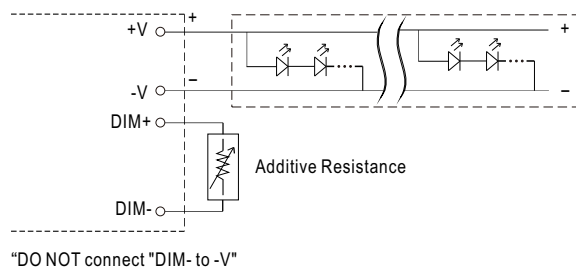 +V +
+
-V −
−
DIM+
Additive Resistance
DIM-
“DO NOT connect "DIM- to -V"